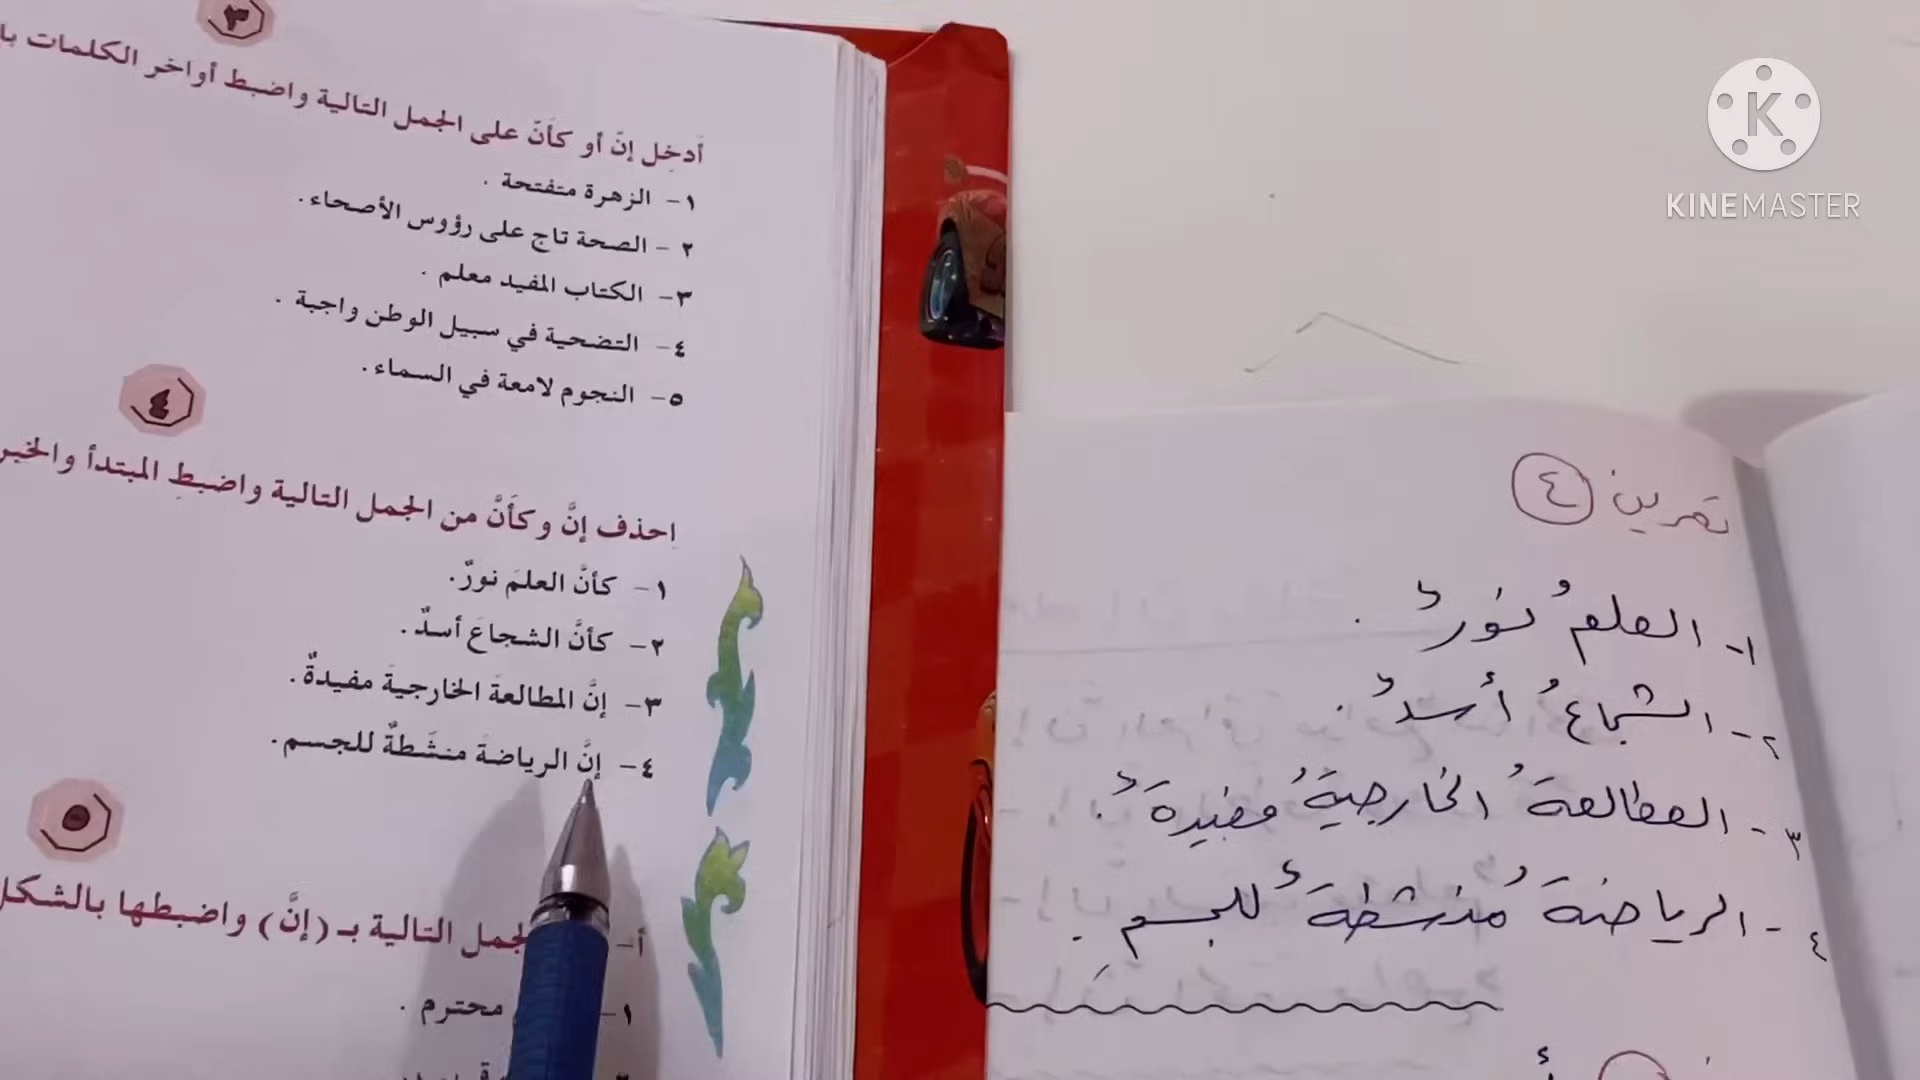 ٣
أدخل إنّ أو كأنّ على الجمل التالية واضبط أواخر الكلمات
١- الزهرة متفتحة .
٢ - الصحة تاج على رؤوس الأصحاء .
٣- الكتاب المفيد معلم .
٤- التضحية في سبيل الوطن واجبة .
٥- النجوم لامعة في السماء .
٤
اِحذف إنَّ وكأنَّ من الجمل التالية واضبطِ المبتدأ والخبر
١- كأنَّ العلمَ نورٌ.
٢- كأنَّ الشجاعَ أسدٌ.
٣- إنَّ المطالعةَ الخارجيةَ مفيدةٌ.
٤- إنَّ الرياضةَ منشَطةٌ للجسم.
٥
أ- الجمل التالية بـ (إنَّ) واضبطها بالشكل
١- محترم .
تمرين ٤
١- العلمُ نورٌ .
٢- الشجاعُ أسدٌ .
٣- المطالعةُ الخارجيةُ مفيدةٌ .
٤- الرياضةُ منشطةٌ للجسمِ .
K
KINEMASTER